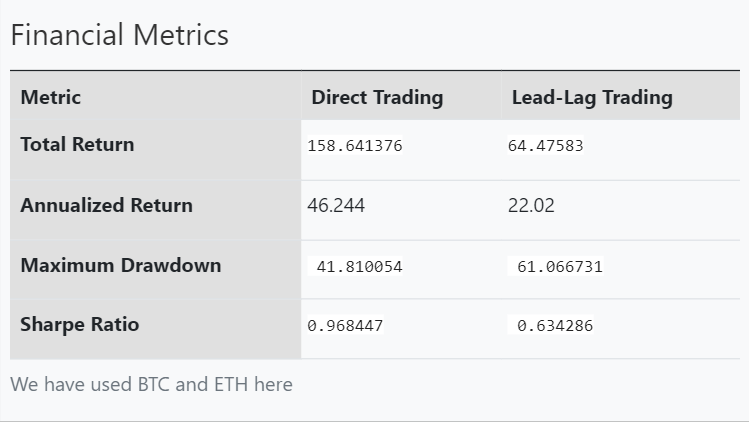 Financial Metrics
Metric Direct Trading Lead-Lag Trading
Total Return 158.641376 64.47583
Annualized Return 46.244 22.02
Maximum Drawdown 41.810054 61.066731
Sharpe Ratio 0.968447 0.634286
We have used BTC and ETH here